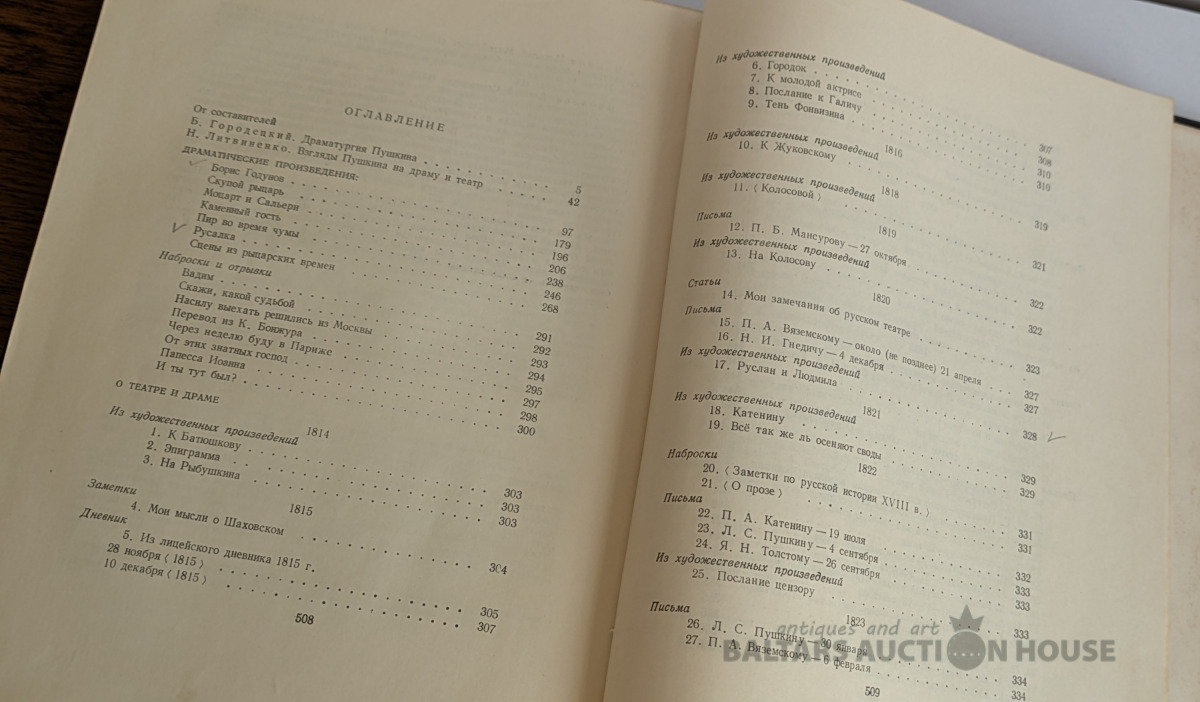 ОГЛАВЛЕНИЕ
От составителей . . . 5
Б. Городецкий. Драматургия Пушкина . . . 5
Н. Литвиненко. Взгляды Пушкина на драму и театр . . . 42
ДРАМАТИЧЕСКИЕ ПРОИЗВЕДЕНИЯ:
Борис Годунов . . . 97
Скупой рыцарь . . . 179
Моцарт и Сальери . . . 196
Каменный гость . . . 206
Пир во время чумы . . . 238
Русалка . . . 246
Сцены из рыцарских времен . . . 268
Наброски и отрывки
Вадим . . . 291
Скажи, какой судьбой . . . 292
Насилу выехать решились из Москвы . . . 293
Перевод из К. Бонжура . . . 294
Через неделю буду в Париже . . . 295
От этих знатных господ . . . 297
Папесса Иоанна . . . 298
И ты тут был? . . . 300
О ТЕАТРЕ И ДРАМЕ
1814
Из художественных произведений
1. К Батюшкову . . . 303
2. Эпиграмма . . . 303
3. На Рыбушкина . . . 303
1815
Заметки
4. Мои мысли о Шаховском . . . 304
Дневник
5. Из лицейского дневника 1815 г.
28 ноября ⟨1815⟩ . . . 305
10 декабря ⟨1815⟩ . . . 307
508
Из художественных произведений
6. Городок . . . 307
7. К молодой актрисе . . . 308
8. Послание к Галичу . . . 310
9. Тень Фонвизина . . . 310
1816
Из художественных произведений
10. К Жуковскому . . . 319
1818
Из художественных произведений
11. ⟨Колосовой⟩ . . . 321
1819
Письма
12. П. Б. Мансурову — 27 октября . . . 322
Из художественных произведений
13. На Колосову . . . 322
1820
Статьи
14. Мои замечания об русском театре . . . 323
Письма
15. П. А. Вяземскому — около (не позднее) 21 апреля . . . 327
16. Н. И. Гнедичу — 4 декабря . . . 327
Из художественных произведений
17. Руслан и Людмила . . . 328
1821
Из художественных произведений
18. Катенину . . . 329
19. Всё так же ль осеняют своды . . . 329
1822
Наброски
20. ⟨Заметки по русской истории XVIII в.⟩ . . . 331
21. ⟨О прозе⟩ . . . 331
Письма
22. П. А. Катенину — 19 июля . . . 332
23. Л. С. Пушкину — 4 сентября . . . 333
24. Я. Н. Толстому — 26 сентября . . . 333
Из художественных произведений
25. Послание цензору . . . 333
1823
Письма
26. Л. С. Пушкину — 30 января . . . 334
27. П. А. Вяземскому — 6 февраля . . . 334
509
antiques and art
BALTARS AUCTION HOUSE